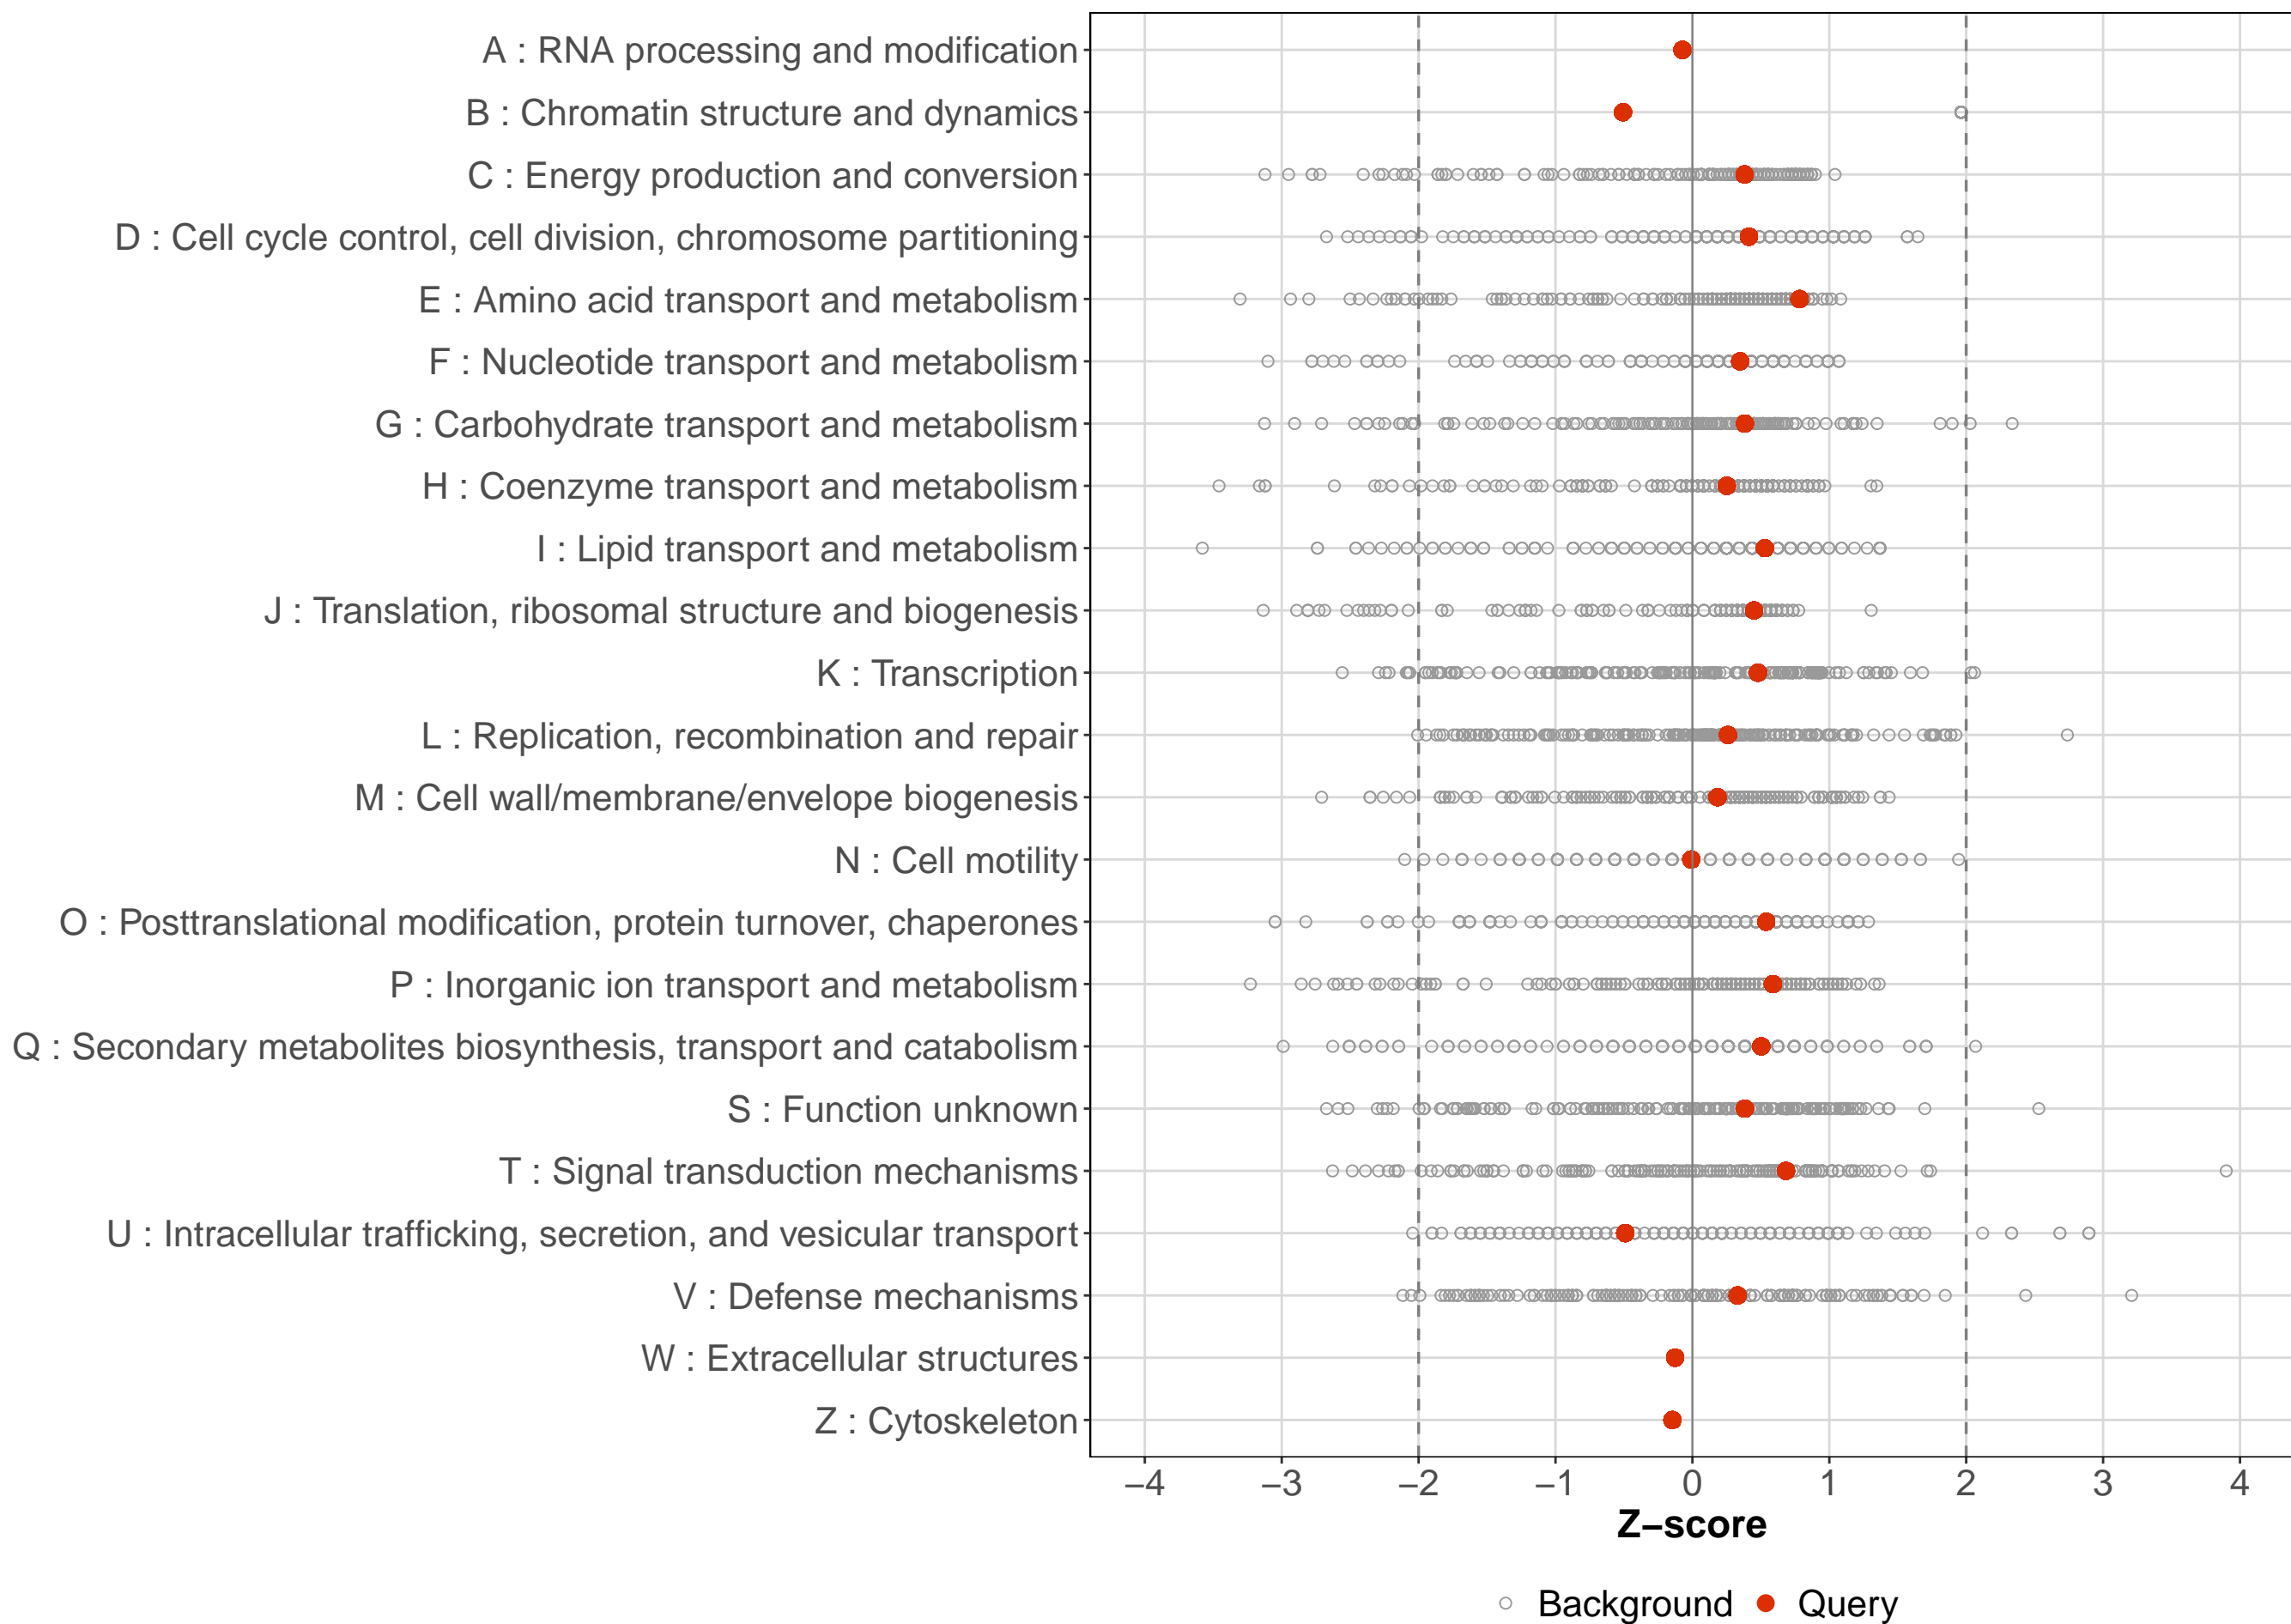 A : RNA processing and modification
B : Chromatin structure and dynamics
C : Energy production and conversion
D : Cell cycle control, cell division, chromosome partitioning
E : Amino acid transport and metabolism
F : Nucleotide transport and metabolism
G : Carbohydrate transport and metabolism
H : Coenzyme transport and metabolism
I : Lipid transport and metabolism
J : Translation, ribosomal structure and biogenesis
K : Transcription
L : Replication, recombination and repair
M : Cell wall/membrane/envelope biogenesis
N : Cell motility
O : Posttranslational modification, protein turnover, chaperones
P : Inorganic ion transport and metabolism
Q : Secondary metabolites biosynthesis, transport and catabolism
S : Function unknown
T : Signal transduction mechanisms
U : Intracellular trafficking, secretion, and vesicular transport
V : Defense mechanisms
W : Extracellular structures
Z : Cytoskeleton
−4 −3 −2 −1 0 1 2 3 4
Z−score
Background Query